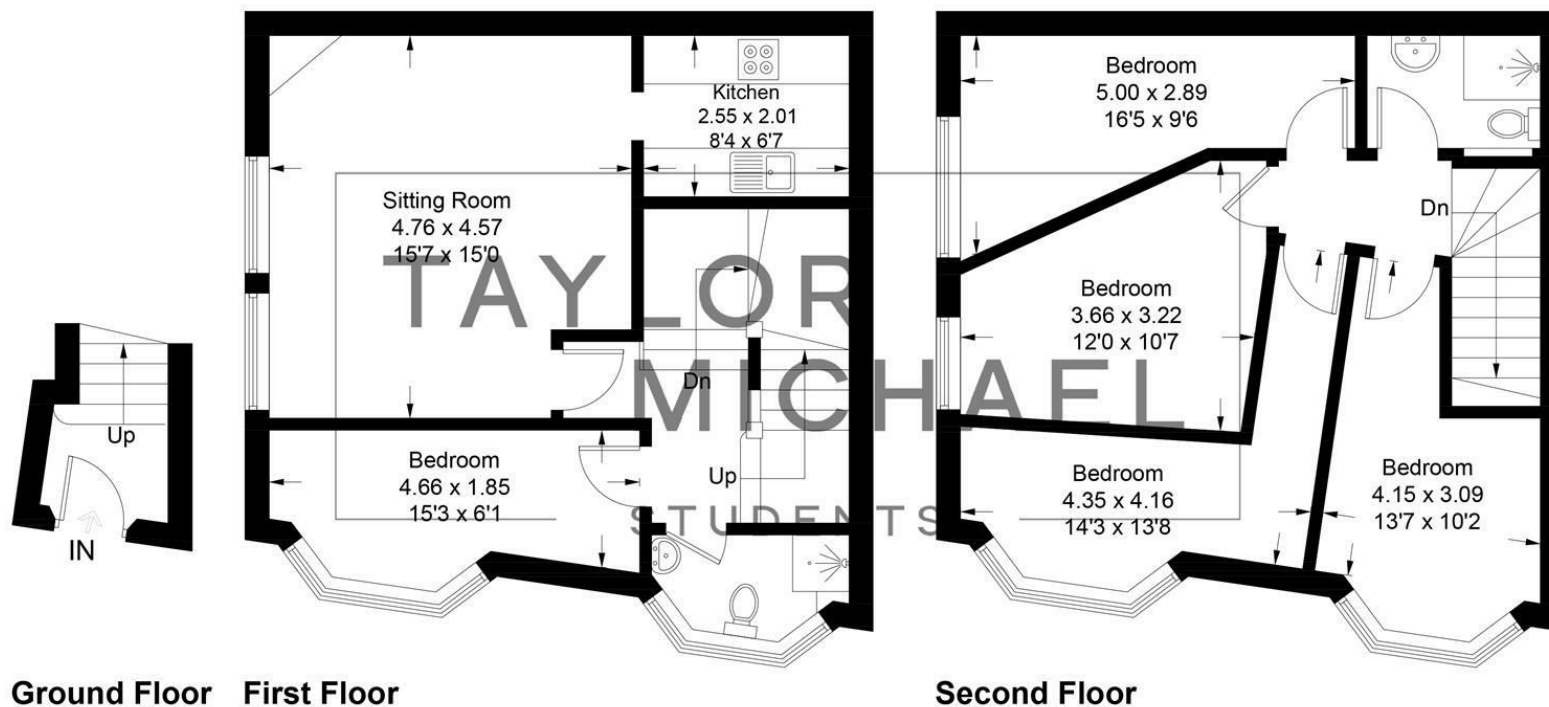 Up
IN
Ground Floor
Sitting Room
4.76 x 4.57
15'7 x 15'0
Kitchen
2.55 x 2.01
8'4 x 6'7
Dn
Up
Bedroom
4.66 x 1.85
15'3 x 6'1
First Floor
Bedroom
5.00 x 2.89
16'5 x 9'6
Dn
Bedroom
3.66 x 3.22
12'0 x 10'7
Bedroom
4.35 x 4.16
14'3 x 13'8
Bedroom
4.15 x 3.09
13'7 x 10'2
Second Floor
TAYLOR
MICHAEL
STUDENTS